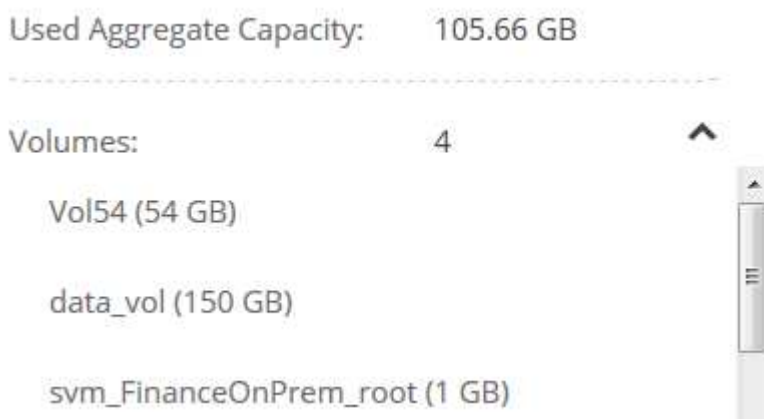 Used Aggregate Capacity: 105.66 GB
Volumes: 4
Vol54 (54 GB)
data_vol (150 GB)
svm_FinanceOnPrem_root (1 GB)